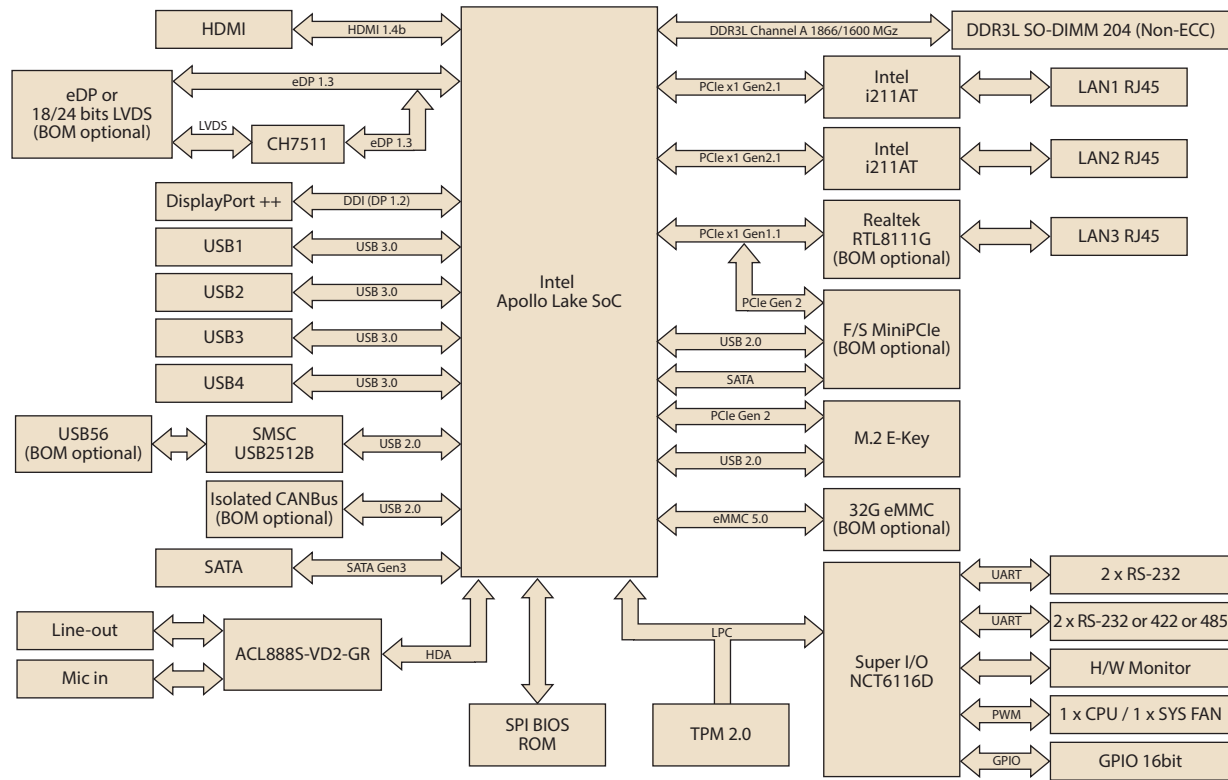 HDMI
HDMI 1.4b
eDP or
18/24 bits LVDS
(BOM optional)
eDP 1.3
LVDS
CH7511
eDP 1.3
DisplayPort ++
DDI (DP 1.2)
USB1
USB 3.0
USB2
USB 3.0
USB3
USB 3.0
USB4
USB 3.0
USB56
(BOM optional)
SMSC
USB2512B
USB 2.0
Isolated CANBus
(BOM optional)
USB 2.0
SATA
SATA Gen3
Line-out
Mic in
ACL888S-VD2-GR
HDA
Intel
Apollo Lake SoC
SPI BIOS
ROM
LPC
TPM 2.0
DDR3L Channel A 1866/1600 MGz
DDR3L SO-DIMM 204 (Non-ECC)
PCIe x1 Gen2.1
Intel
i211AT
LAN1 RJ45
PCIe x1 Gen2.1
Intel
i211AT
LAN2 RJ45
PCIe x1 Gen1.1
Realtek
RTL8111G
(BOM optional)
LAN3 RJ45
PCIe Gen 2
USB 2.0
SATA
F/S MiniPCIe
(BOM optional)
PCIe Gen 2
USB 2.0
M.2 E-Key
eMMC 5.0
32G eMMC
(BOM optional)
Super I/O
NCT6116D
UART
2 x RS-232
UART
2 x RS-232 or 422 or 485
H/W Monitor
PWM
1 x CPU / 1 x SYS FAN
GPIO
GPIO 16bit